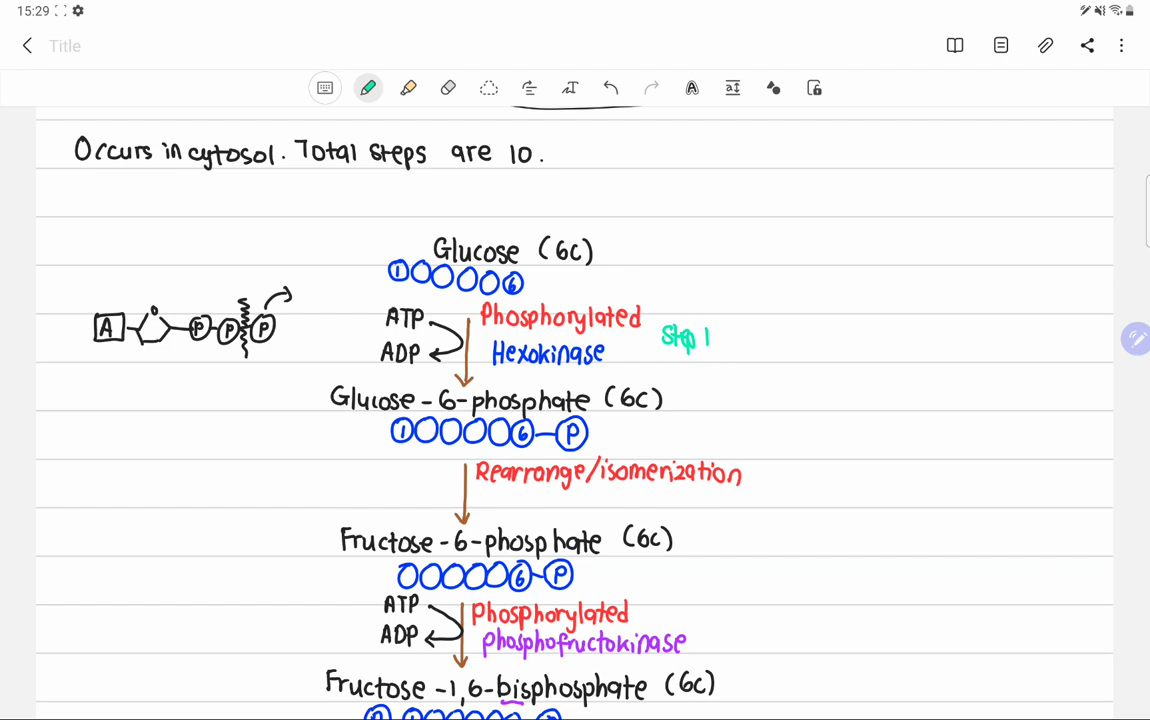 15:29
Title
Occurs in cytosol. Total steps are 10.
Glucose (6C)
1 6
A P P P
ATP Phosphorylated
ADP Hexokinase
Step 1
Glucose-6-phosphate (6C)
1 6 P
Rearrange/isomerization
Fructose-6-phosphate (6C)
6 P
ATP Phosphorylated
ADP Phosphofructokinase
Fructose-1,6-bisphosphate (6C)